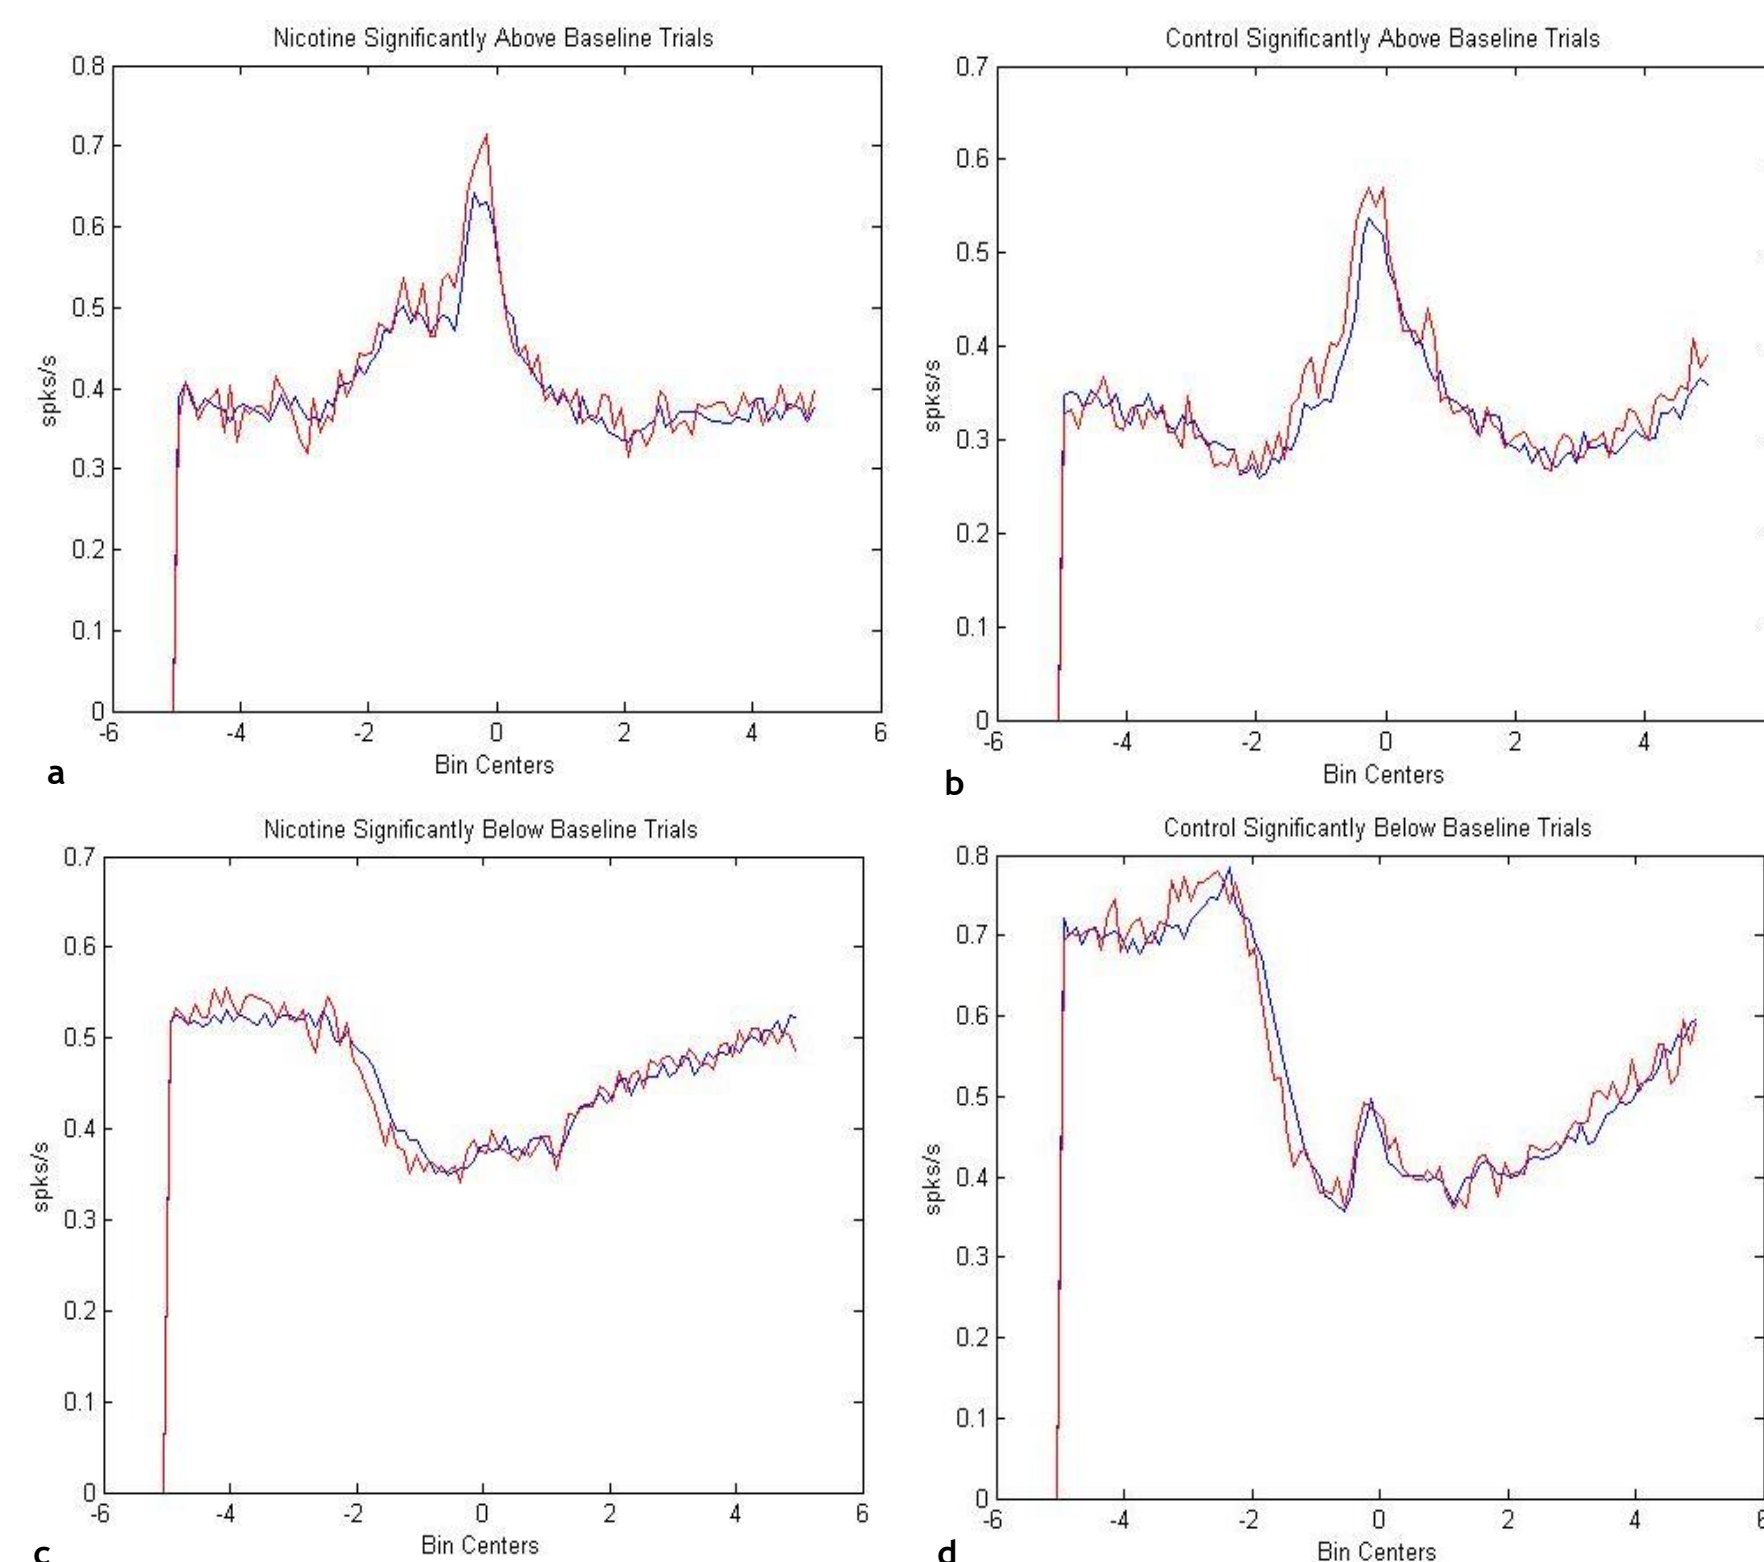 Nicotine Significantly Above Baseline Trials
0.8
0.7
0.6
0.5
0.4
0.3
0.2
0.1
0
spks/s
-6 -4 -2 0 2 4 6
Bin Centers
a
Control Significantly Above Baseline Trials
0.7
0.6
0.5
0.4
0.3
0.2
0.1
0
spks/s
-6 -4 -2 0 2 4
Bin Centers
b
Nicotine Significantly Below Baseline Trials
0.7
0.6
0.5
0.4
0.3
0.2
0.1
0
spks/s
-6 -4 -2 0 2 4 6
Bin Centers
c
Control Significantly Below Baseline Trials
0.8
0.7
0.6
0.5
0.4
0.3
0.2
0.1
0
spks/s
-6 -4 -2 0 2 4 6
Bin Centers
d